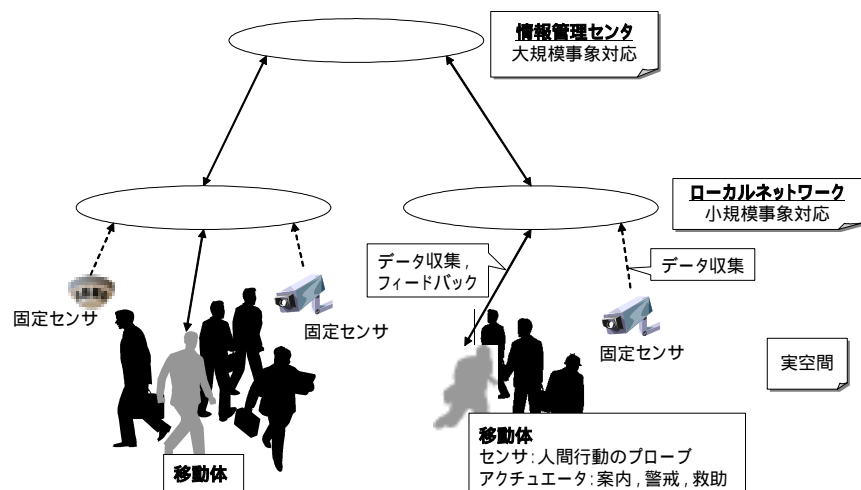 情報管理センタ
大規模事象対応
ローカルネットワーク
小規模事象対応
データ収集,
フィードバック
データ収集
固定センサ
固定センサ
固定センサ
実空間
移動体
移動体
センサ:人間行動のプローブ
アクチュエータ:案内,警戒,救助